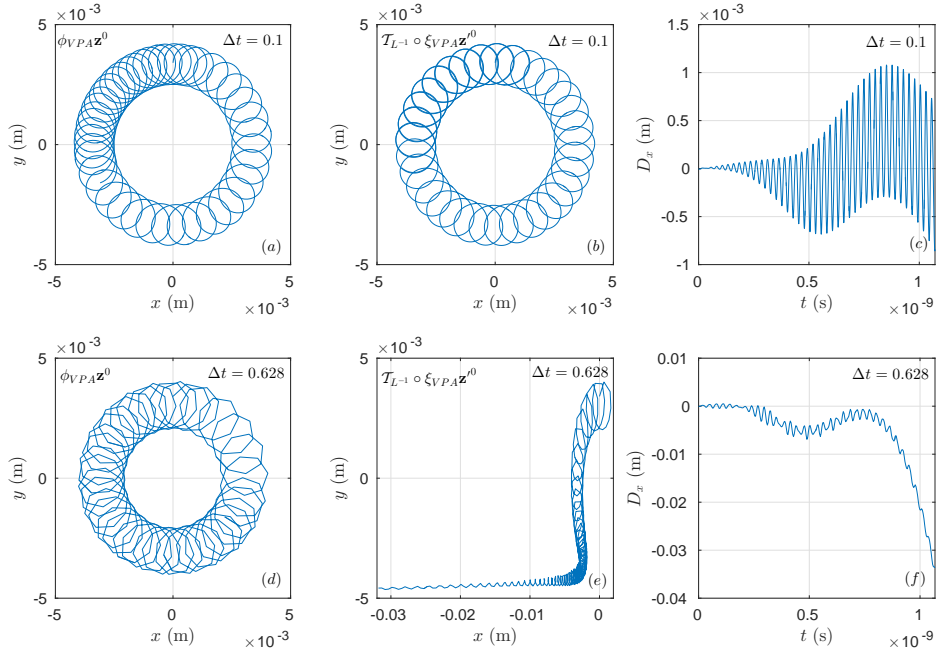 ×10⁻³
ϕ_{VPA}𝐳⁰
Δt = 0.1
5
0
-5
y (m)
(a)
-5
0
5
x (m)
×10⁻³
×10⁻³
𝒯_{L⁻¹} ∘ ξ_{VPA}𝐳′⁰
Δt = 0.1
5
0
-5
y (m)
(b)
-5
0
5
x (m)
×10⁻³
×10⁻³
Δt = 0.1
1.5
1
0.5
0
-0.5
-1
D_x (m)
(c)
0
0.5
1
t (s)
×10⁻⁹
×10⁻³
ϕ_{VPA}𝐳⁰
Δt = 0.628
5
0
-5
y (m)
(d)
-5
0
5
x (m)
×10⁻³
×10⁻³
𝒯_{L⁻¹} ∘ ξ_{VPA}𝐳′⁰
Δt = 0.628
5
0
-5
y (m)
(e)
-0.03
-0.02
-0.01
0
x (m)
Δt = 0.628
0.01
0
-0.01
-0.02
-0.03
-0.04
D_x (m)
(f)
0
0.5
1
t (s)
×10⁻⁹